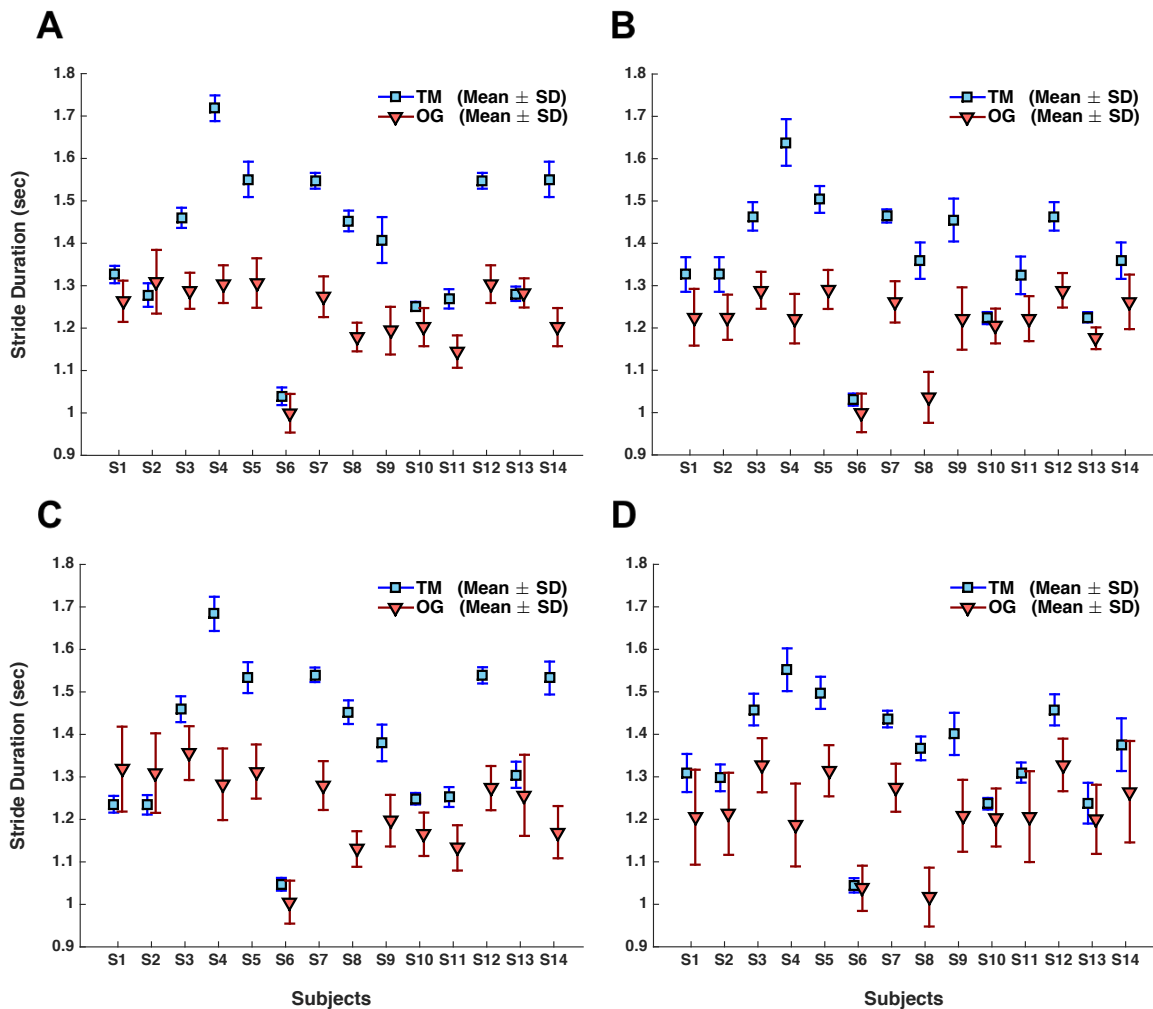 A
1.8
1.7
1.6
1.5
1.4
1.3
1.2
1.1
1
0.9
Stride Duration (sec)
TM (Mean ± SD)
OG (Mean ± SD)
S1 S2 S3 S4 S5 S6 S7 S8 S9 S10 S11 S12 S13 S14
B
1.8
1.7
1.6
1.5
1.4
1.3
1.2
1.1
1
0.9
TM (Mean ± SD)
OG (Mean ± SD)
S1 S2 S3 S4 S5 S6 S7 S8 S9 S10 S11 S12 S13 S14
C
1.8
1.7
1.6
1.5
1.4
1.3
1.2
1.1
1
0.9
Stride Duration (sec)
TM (Mean ± SD)
OG (Mean ± SD)
S1 S2 S3 S4 S5 S6 S7 S8 S9 S10 S11 S12 S13 S14
Subjects
D
1.8
1.7
1.6
1.5
1.4
1.3
1.2
1.1
1
0.9
TM (Mean ± SD)
OG (Mean ± SD)
S1 S2 S3 S4 S5 S6 S7 S8 S9 S10 S11 S12 S13 S14
Subjects